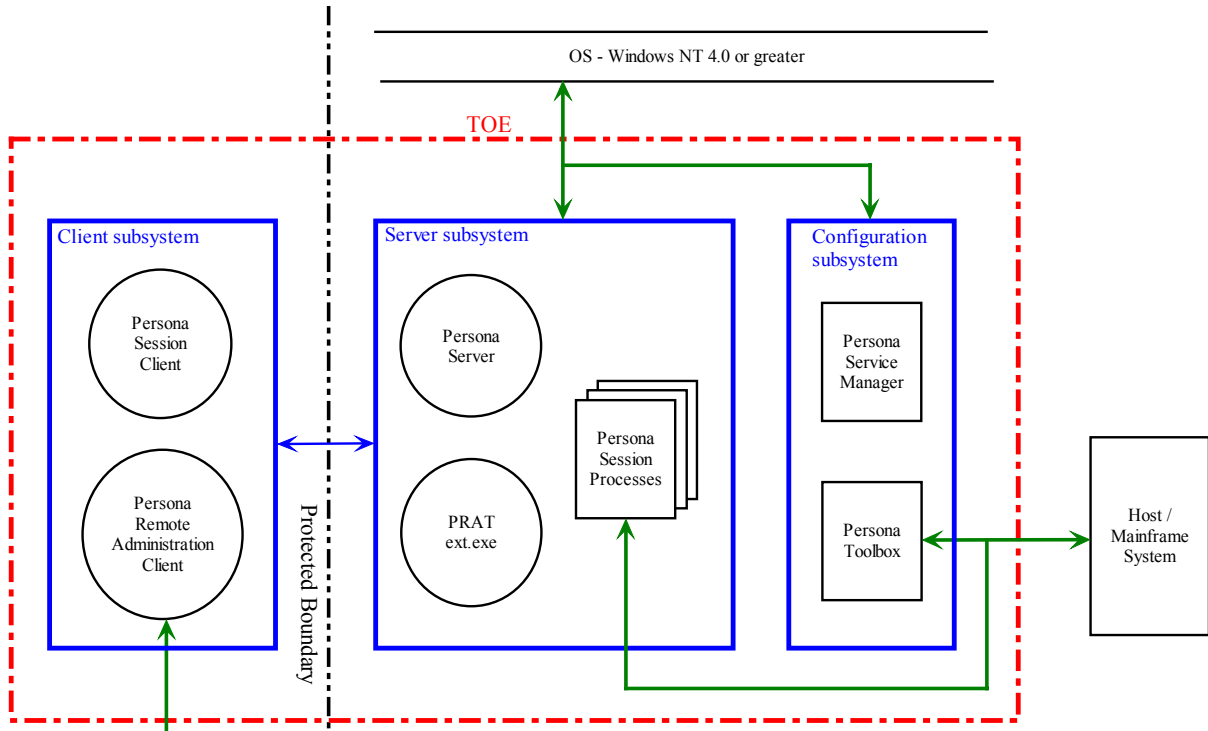 OS - Windows NT 4.0 or greater
TOE
Client subsystem
Persona
Session
Client
Persona
Remote
Administration
Client
Protected Boundary
Server subsystem
Persona
Server
PRAT
ext.exe
Persona
Session
Processes
Configuration
subsystem
Persona
Service
Manager
Persona
Toolbox
Host /
Mainframe
System